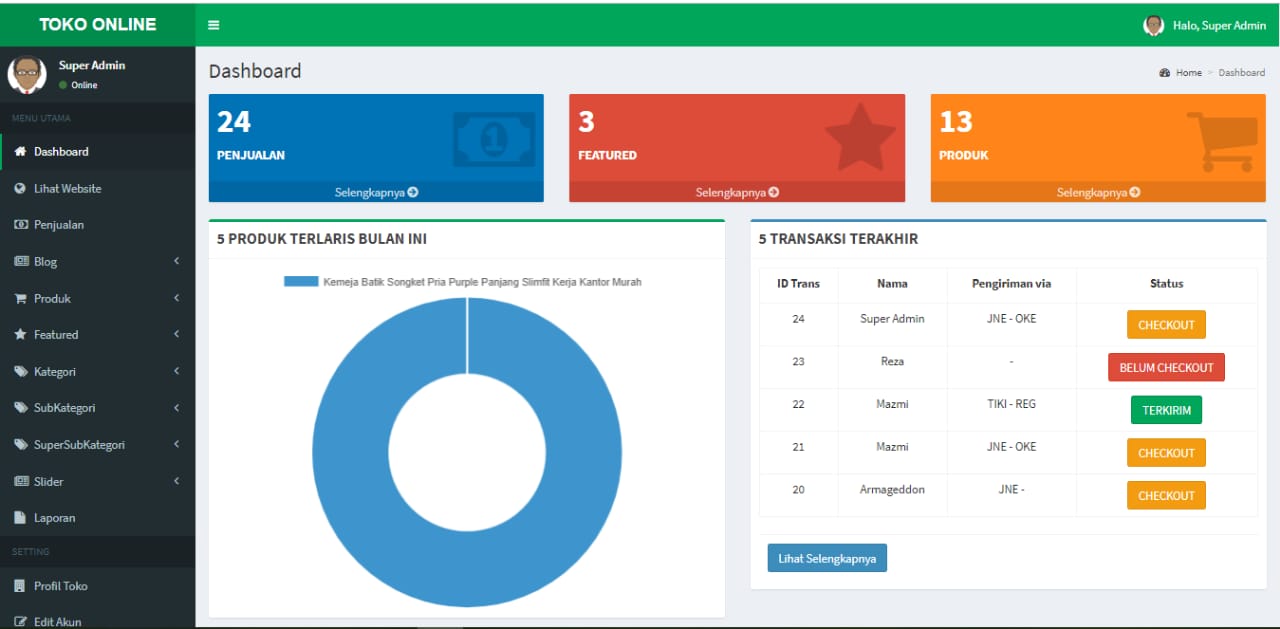 TOKO ONLINE
Halo, Super Admin
Super Admin
Online
MENU UTAMA
Dashboard
Lihat Website
Penjualan
Blog
Produk
Featured
Kategori
SubKategori
SuperSubKategori
Slider
Laporan
SETTING
Profil Toko
Edit Akun
Dashboard
Home > Dashboard
24
PENJUALAN
Selengkapnya
3
FEATURED
Selengkapnya
13
PRODUK
Selengkapnya
5 PRODUK TERLARIS BULAN INI
Kemeja Batik Songket Pria Purple Panjang Slimfit Kerja Kantor Murah
5 TRANSAKSI TERAKHIR
ID Trans Nama Pengiriman via Status
24 Super Admin JNE - OKE CHECKOUT
23 Reza - BELUM CHECKOUT
22 Mazmi TIKI - REG TERKIRIM
21 Mazmi JNE - OKE CHECKOUT
20 Armageddon JNE - CHECKOUT
Lihat Selengkapnya